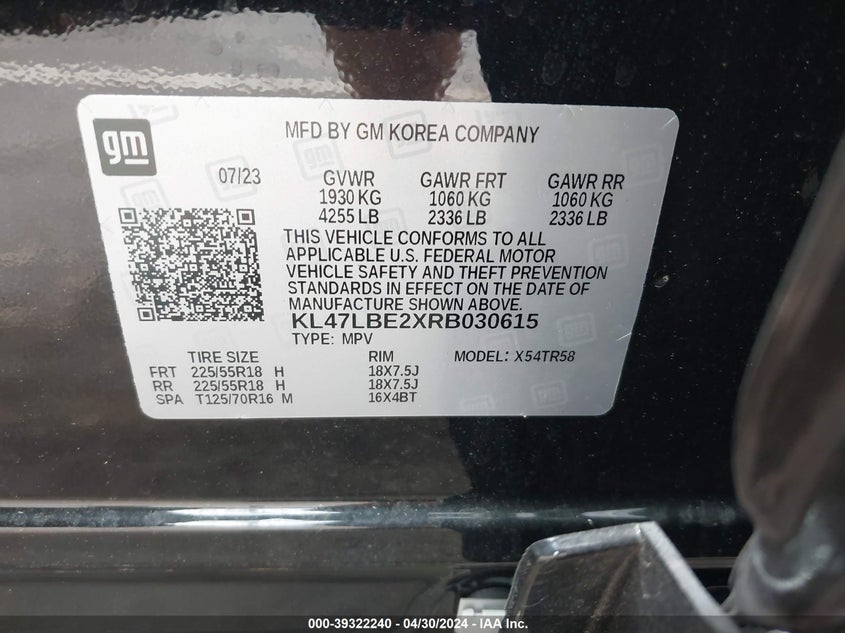 gm
MFD BY GM KOREA COMPANY
07/23 GVWR GAWR FRT GAWR RR
1930 KG 1060 KG 1060 KG
4255 LB 2336 LB 2336 LB
THIS VEHICLE CONFORMS TO ALL
APPLICABLE U.S. FEDERAL MOTOR
VEHICLE SAFETY AND THEFT PREVENTION
STANDARDS IN EFFECT ON THE DATE OF
MANUFACTURE SHOWN ABOVE.
KL47LBE2XRB030615
TYPE: MPV
TIRE SIZE RIM MODEL: X54TR58
FRT 225/55R18 H 18X7.5J
RR 225/55R18 H 18X7.5J
SPA T125/70R16 M 16X4BT
000-39322240 - 04/30/2024 - IAA Inc.